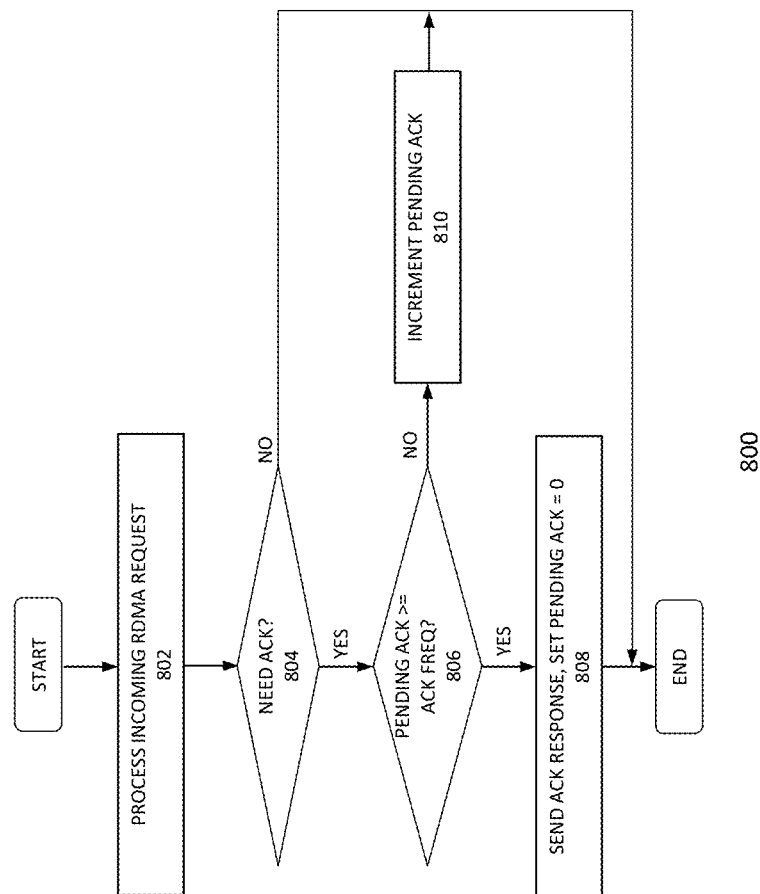 START
PROCESS INCOMING RDMA REQUEST
802
NEED ACK?
804
NO
YES
PENDING ACK >=
ACK FREQ?
806
NO
INCREMENT PENDING ACK
810
YES
SEND ACK RESPONSE, SET PENDING ACK = 0
808
END
800